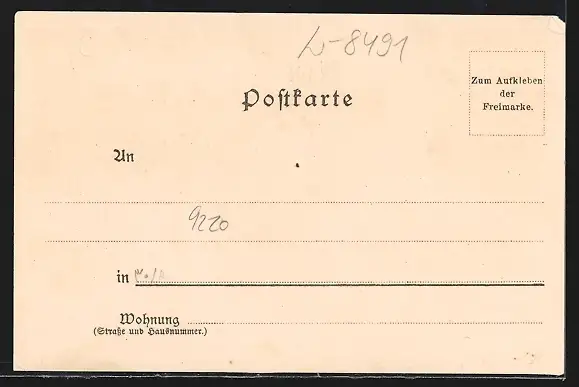 L-8491
Zum Aufkleben
der
Freimarke.
Poſtkarte
An
9220
in
Wohnung
(Straße und Hausnummer.)